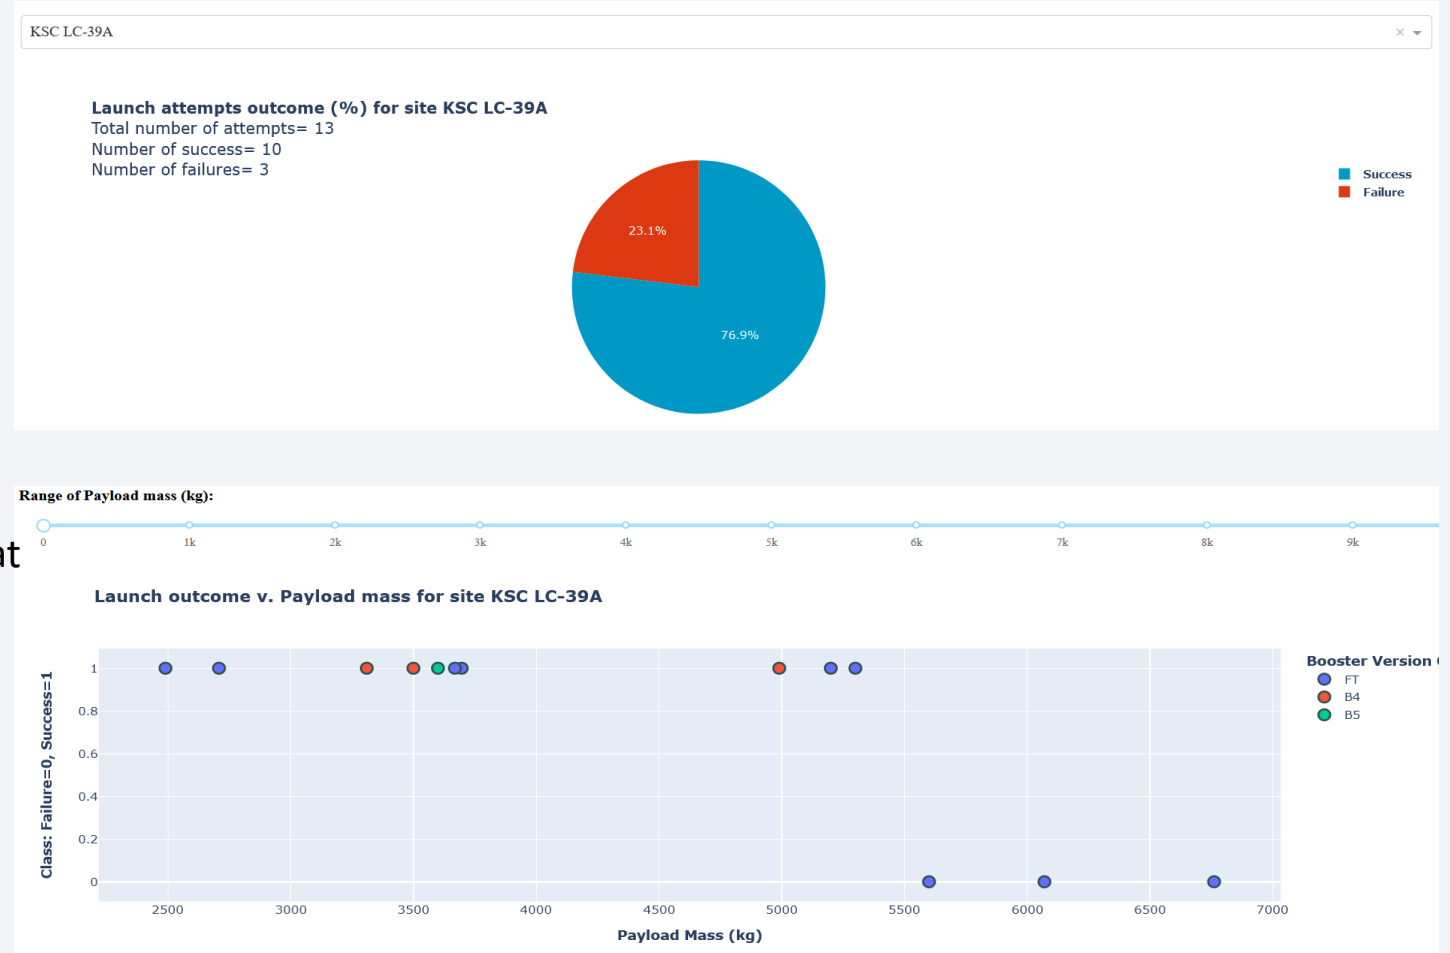 KSC LC-39A
×
Launch attempts outcome (%) for site KSC LC-39A
Total number of attempts= 13
Number of success= 10
Number of failures= 3
Success
Failure
23.1%
76.9%
Range of Payload mass (kg):
0 1k 2k 3k 4k 5k 6k 7k 8k 9k
at
Launch outcome v. Payload mass for site KSC LC-39A
Class: Failure=0, Success=1
1
0.8
0.6
0.4
0.2
0
2500 3000 3500 4000 4500 5000 5500 6000 6500 7000
Payload Mass (kg)
Booster Version
FT
B4
B5